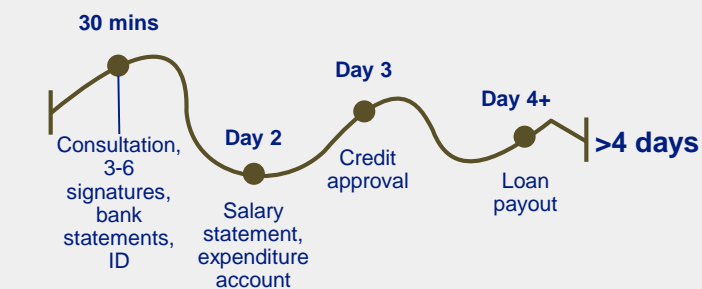 30 mins
Consultation,
3-6
signatures,
bank
statements,
ID
Day 2
Salary
statement,
expenditure
account
Day 3
Credit
approval
Day 4+
Loan
payout
>4 days